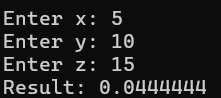 Enter x: 5
Enter y: 10
Enter z: 15
Result: 0.0444444